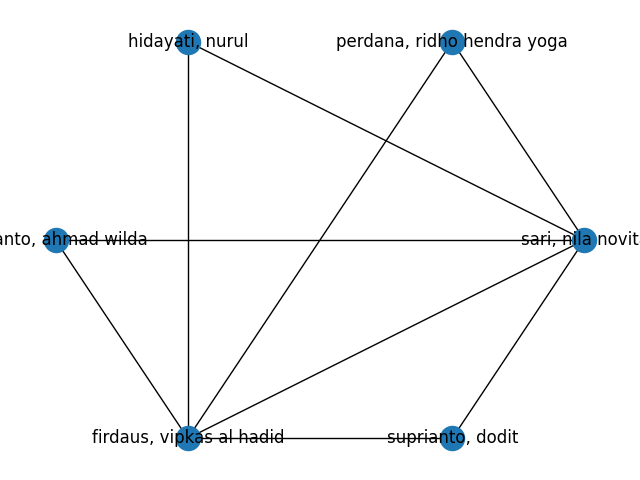 hidayati, nurul
perdana, ridho hendra yoga
anto, ahmad wilda
sari, nila novit
firdaus, vipkas al hadid
suprianto, dodit